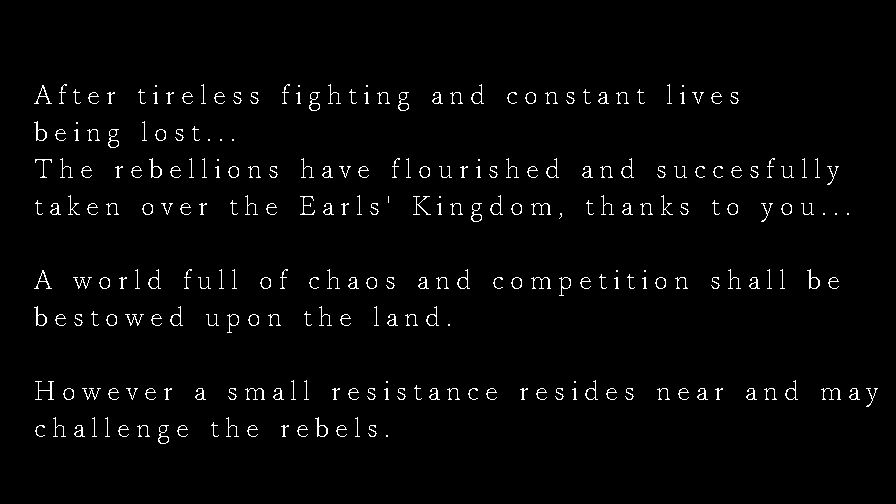 After tireless fighting and constant lives
being lost...
The rebellions have flourished and succesfully
taken over the Earls' Kingdom, thanks to you...
A world full of chaos and competition shall be
bestowed upon the land.
However a small resistance resides near and may
challenge the rebels.